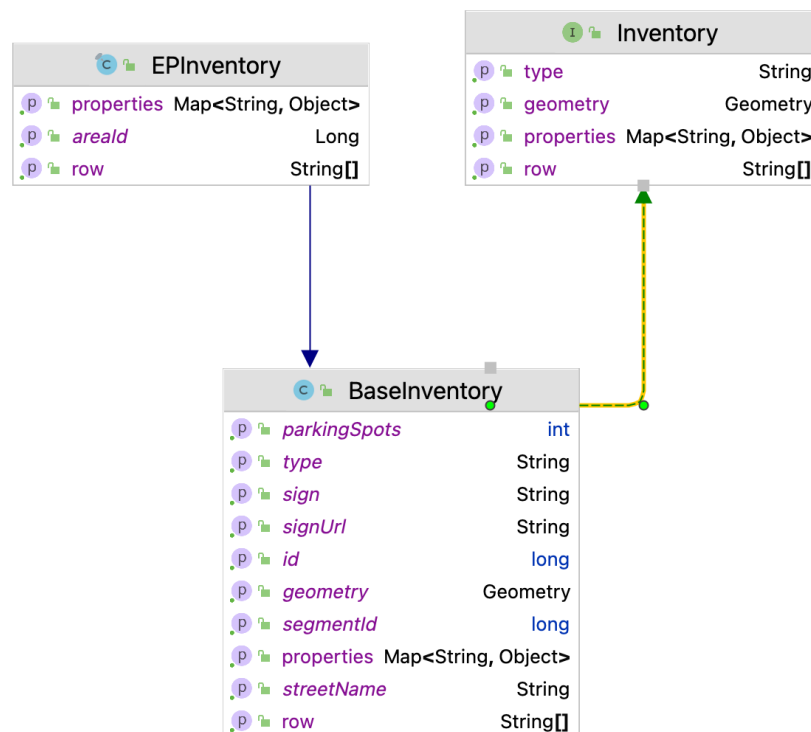 C EPInventory
p properties Map<String, Object>
p areaId Long
p row String[]
I Inventory
p type String
p geometry Geometry
p properties Map<String, Object>
p row String[]
C BaseInventory
p parkingSpots int
p type String
p sign String
p signUrl String
p id long
p geometry Geometry
p segmentId long
p properties Map<String, Object>
p streetName String
p row String[]